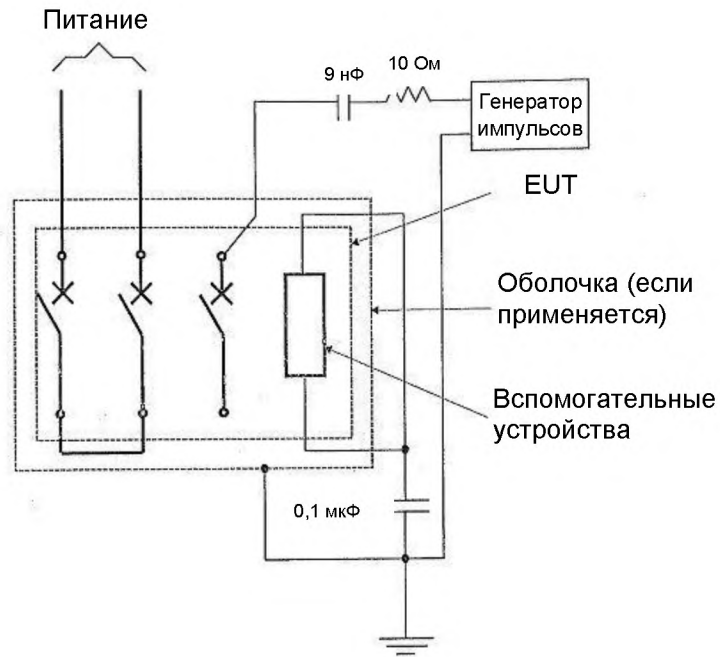 Питание
9 нФ
10 Ом
Генератор
импульсов
EUT
Оболочка (если
применяется)
Вспомогательные
устройства
0,1 мкФ